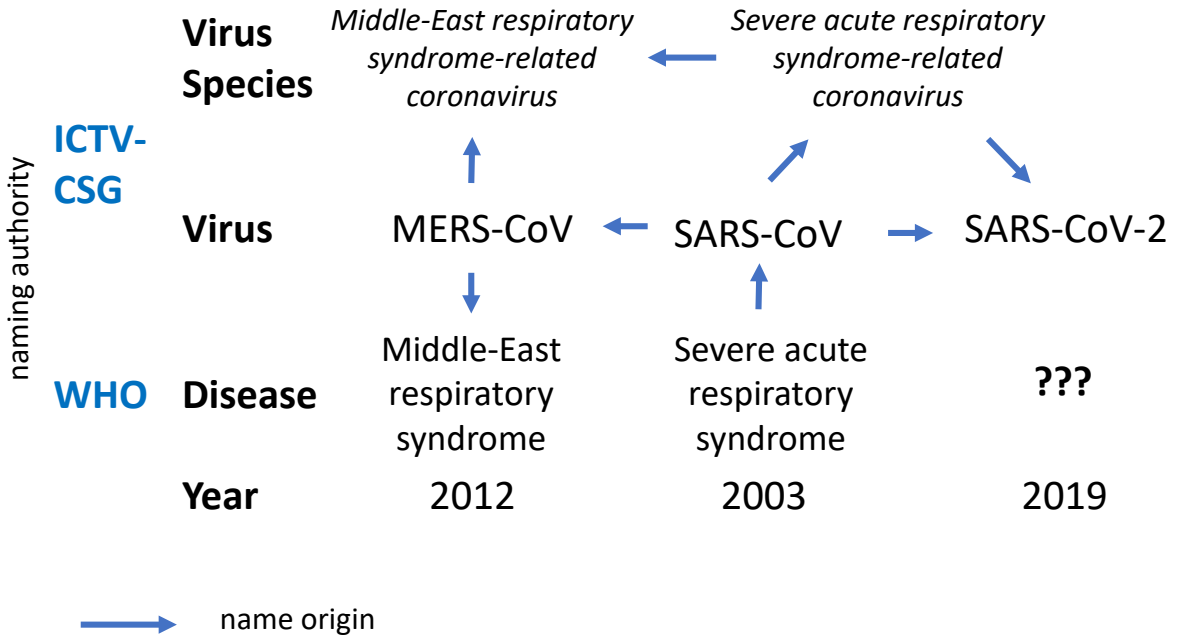 naming authority
ICTV-
CSG
WHO
Virus
Species
Middle-East respiratory
syndrome-related
coronavirus
Severe acute respiratory
syndrome-related
coronavirus
Virus
MERS-CoV
SARS-CoV
SARS-CoV-2
Disease
Middle-East
respiratory
syndrome
Severe acute
respiratory
syndrome
???
Year
2012
2003
2019
name origin